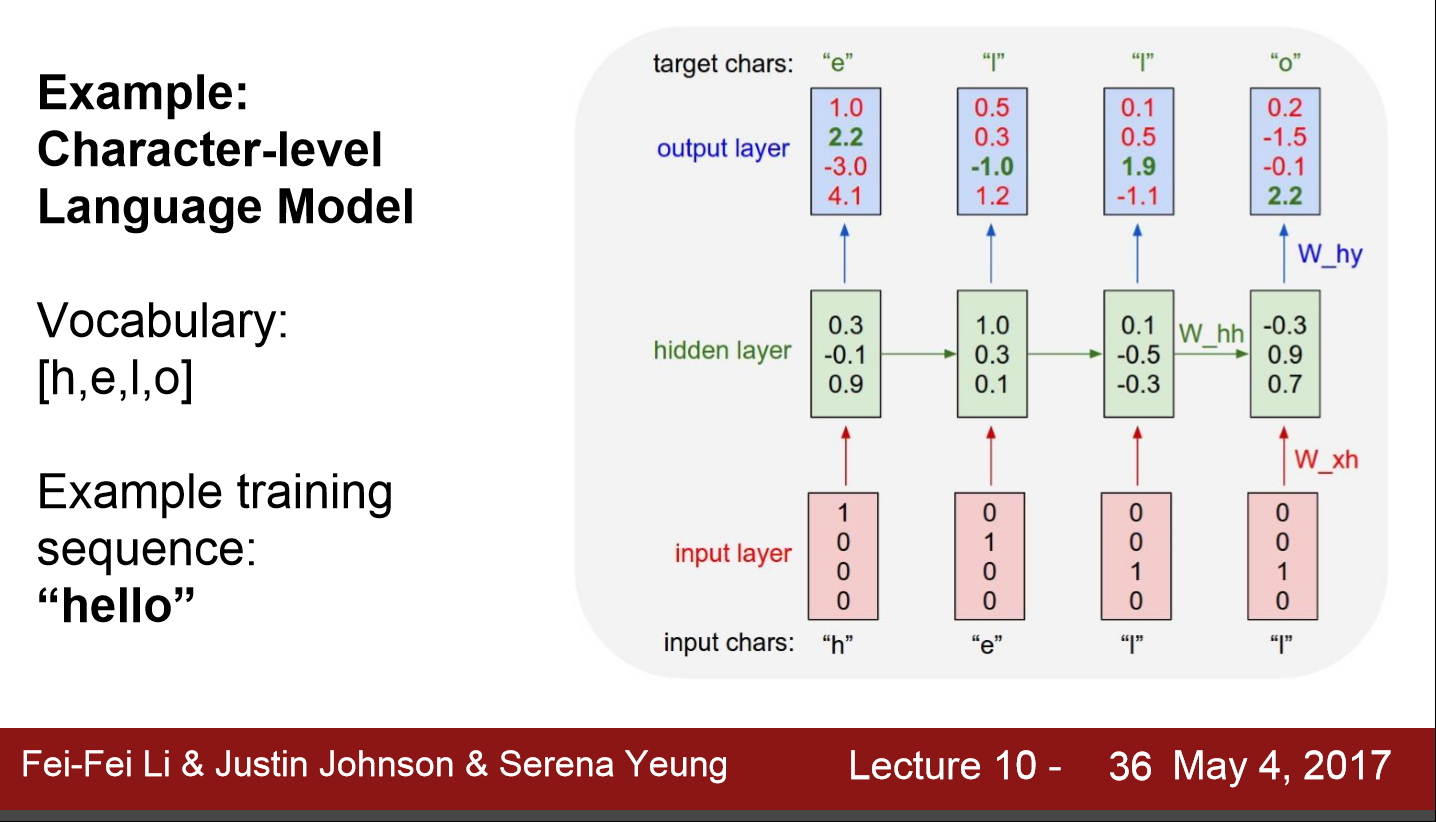 Example:
Character-level
Language Model
Vocabulary:
[h,e,l,o]
Example training
sequence:
“hello”
target chars: “e” “l” “l” “o”
output layer
1.0 0.5 0.1 0.2
2.2 0.3 0.5 -1.5
-3.0 -1.0 1.9 -0.1
4.1 1.2 -1.1 2.2
W_hy
hidden layer
0.3 1.0 0.1 -0.3
-0.1 0.3 -0.5 0.9
0.9 0.1 -0.3 0.7
W_hh
W_xh
input layer
1 0 0 0
0 1 0 0
0 0 1 1
0 0 0 0
input chars: “h” “e” “l” “l”
Fei-Fei Li & Justin Johnson & Serena Yeung Lecture 10 - 36 May 4, 2017